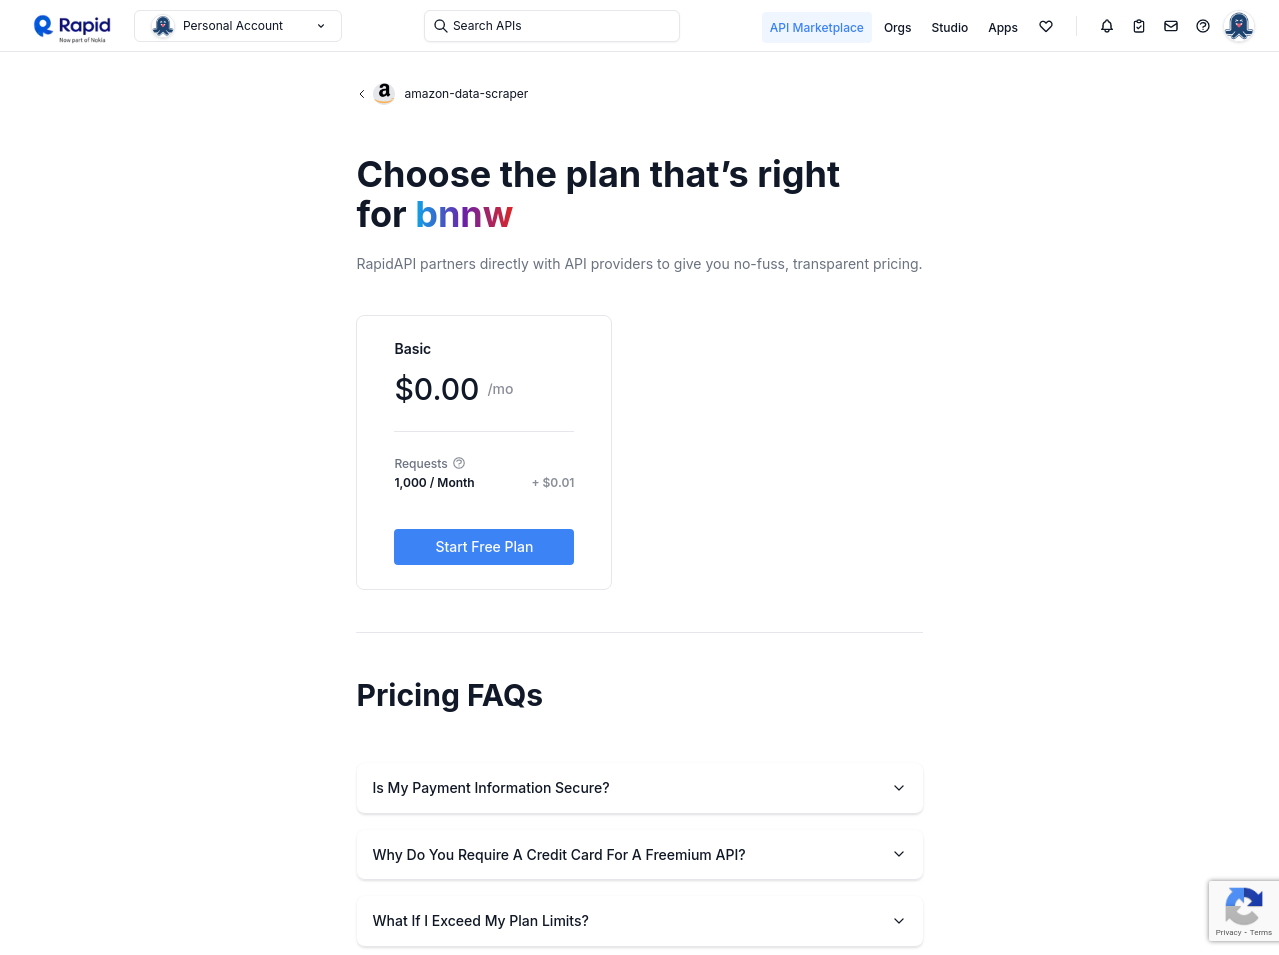 Rapid
Now part of Nokia
Personal Account
Search APIs
API Marketplace
Orgs
Studio
Apps
amazon-data-scraper
Choose the plan that’s right
for bnnw
RapidAPI partners directly with API providers to give you no-fuss, transparent pricing.
Basic
$0.00 /mo
Requests
1,000 / Month + $0.01
Start Free Plan
Pricing FAQs
Is My Payment Information Secure?
Why Do You Require A Credit Card For A Freemium API?
What If I Exceed My Plan Limits?
Privacy - Terms